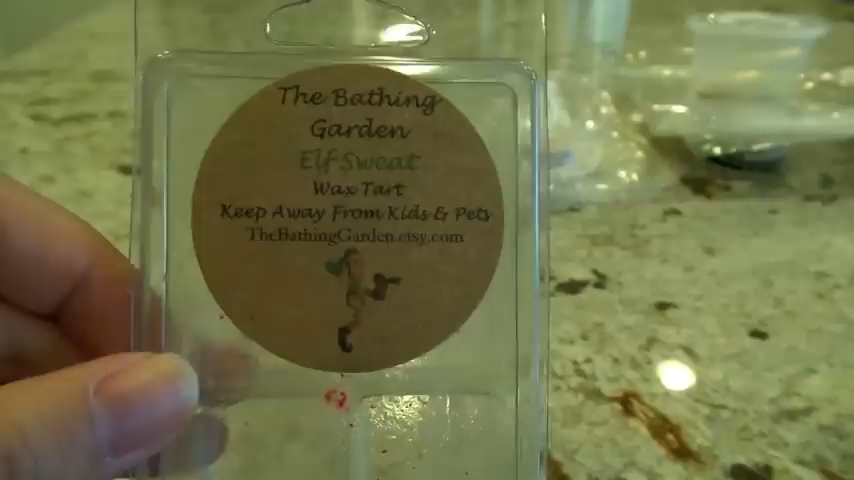 The Bathing
Garden
Elf Sweat
Wax Tart
Keep Away From Kids & Pets
TheBathingGarden.etsy.com